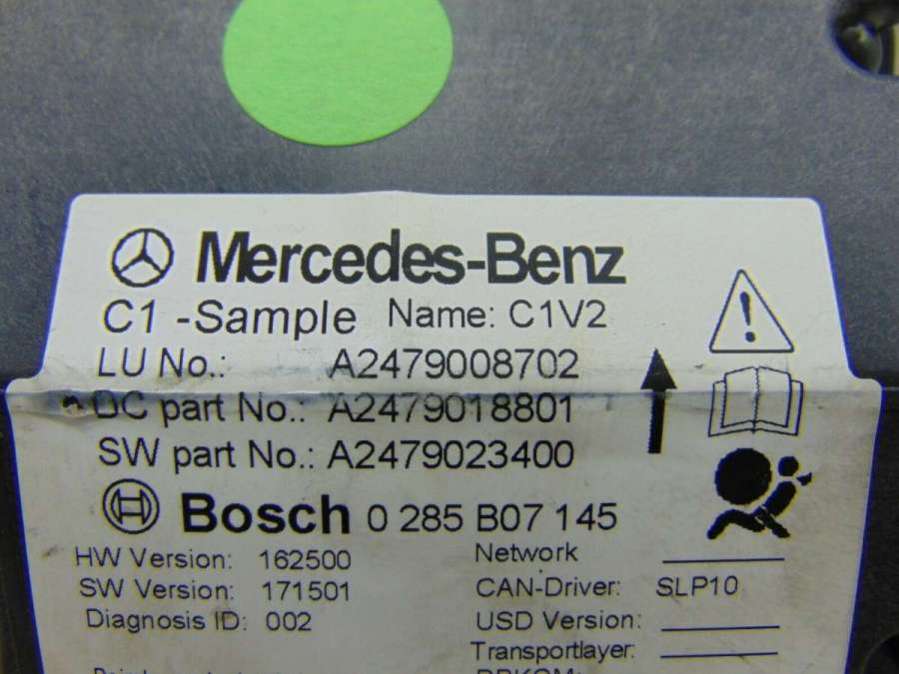 Mercedes-Benz
C1 -Sample Name: C1V2
LU No.: A2479008702
DC part No.: A2479018801
SW part No.: A2479023400
Bosch 0 285 B07 145
HW Version: 162500 Network
SW Version: 171501 CAN-Driver: SLP10
Diagnosis ID: 002 USD Version:
Transportlayer: